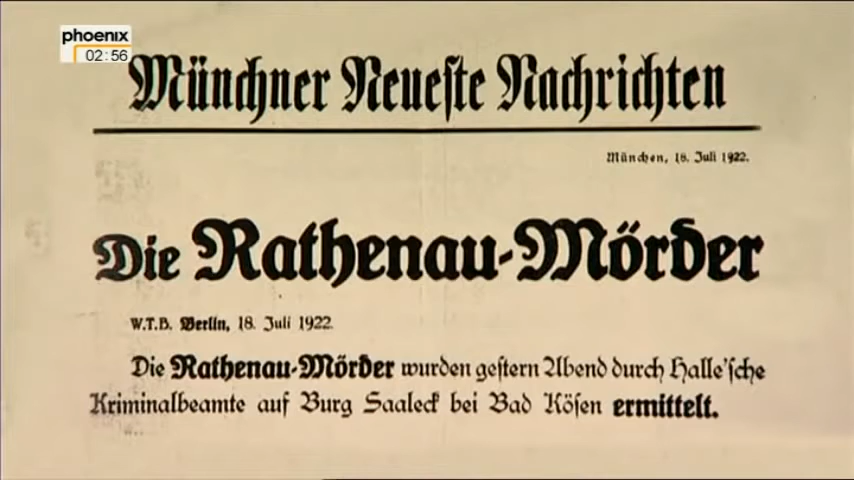 phoenix
02:56
Münchner Neueste Nachrichten
München, 18. Juli 1922.
Die Rathenau-Mörder
W.T.B. Berlin, 18. Juli 1922
Die Rathenau-Mörder wurden gestern Abend durch Halle'sche
Kriminalbeamte auf Burg Saaleck bei Bad Kösen ermittelt.